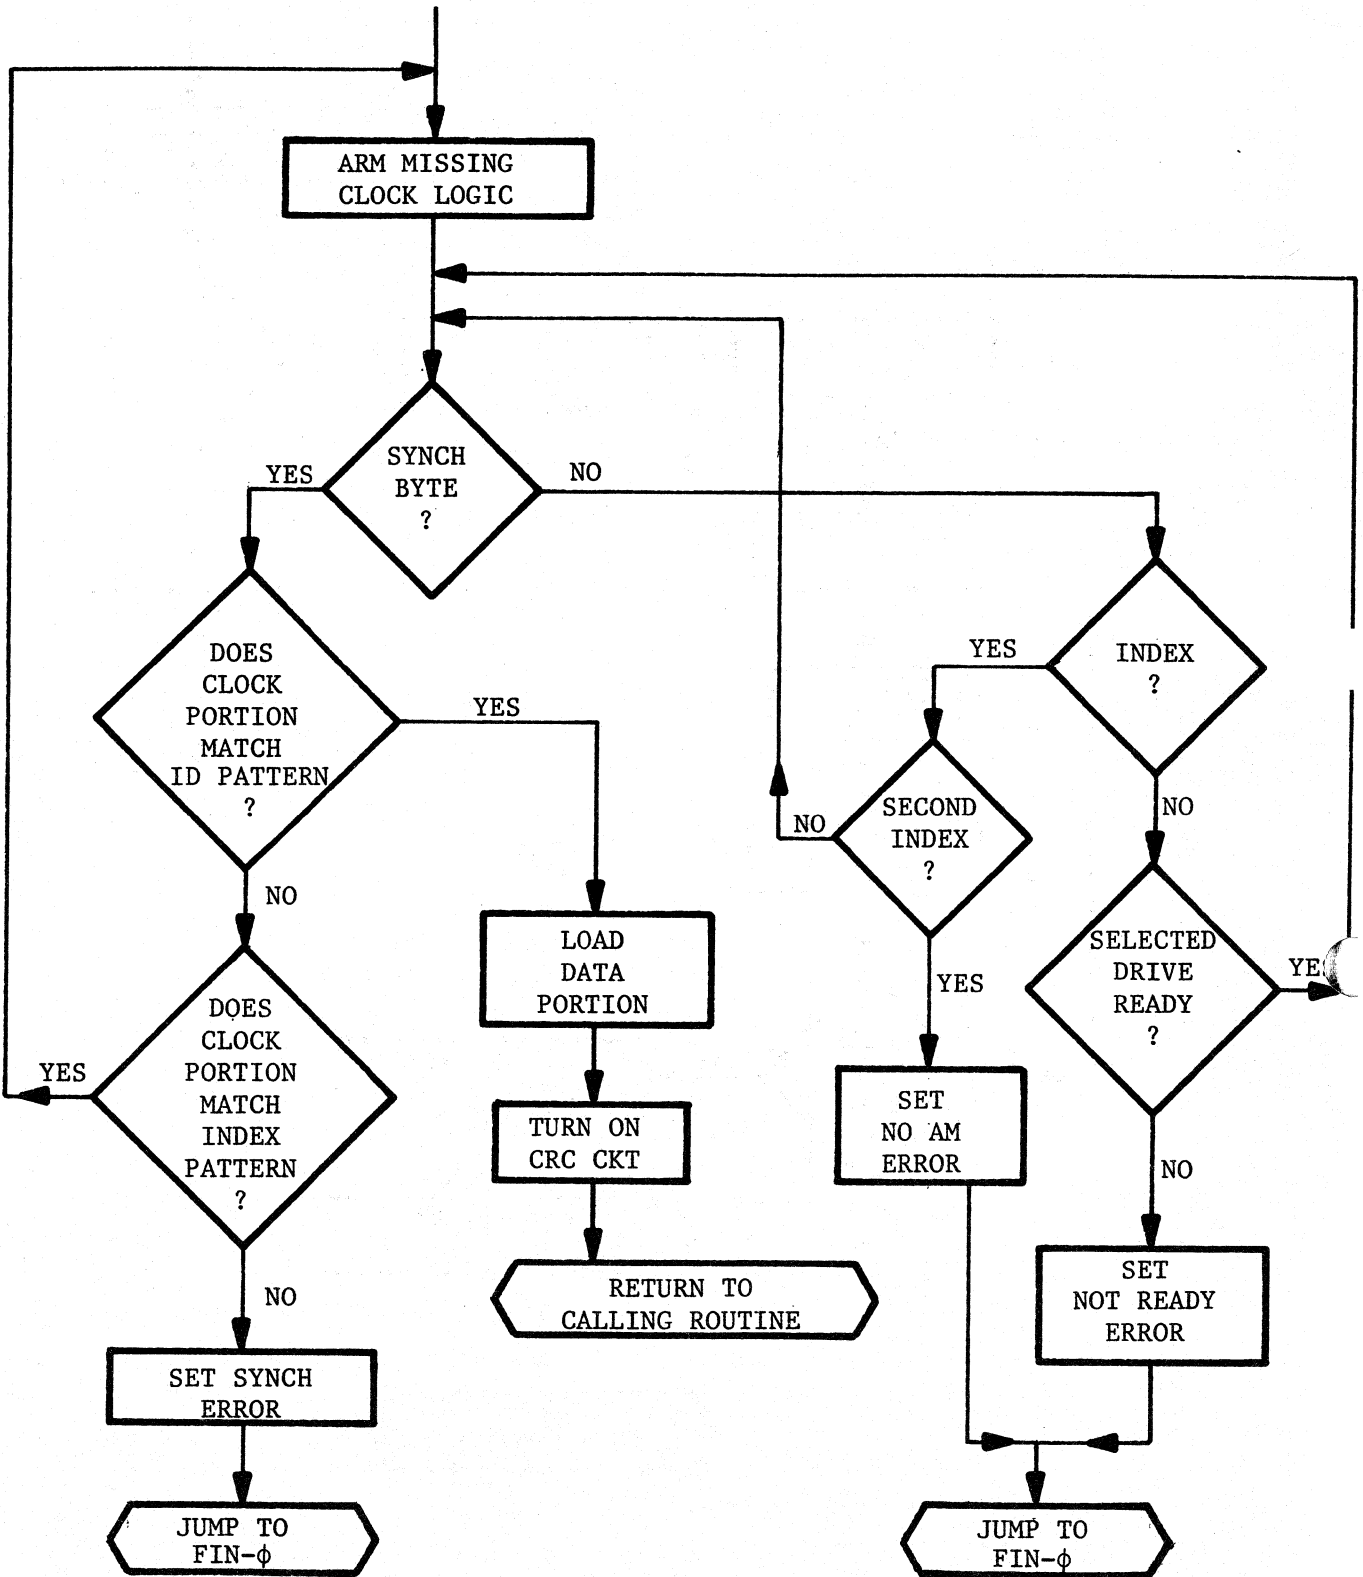 ARM MISSING
CLOCK LOGIC
SYNCH
BYTE
?
YES
NO
DOES
CLOCK
PORTION
MATCH
ID PATTERN
?
YES
NO
INDEX
?
YES
NO
SECOND
INDEX
?
NO
YES
SELECTED
DRIVE
READY
?
NO
LOAD
DATA
PORTION
TURN ON
CRC CKT
RETURN TO
CALLING ROUTINE
DOES
CLOCK
PORTION
MATCH
INDEX
PATTERN
?
YES
NO
SET
NO AM
ERROR
SET
NOT READY
ERROR
SET SYNCH
ERROR
JUMP TO
FIN-ϕ
JUMP TO
FIN-ϕ